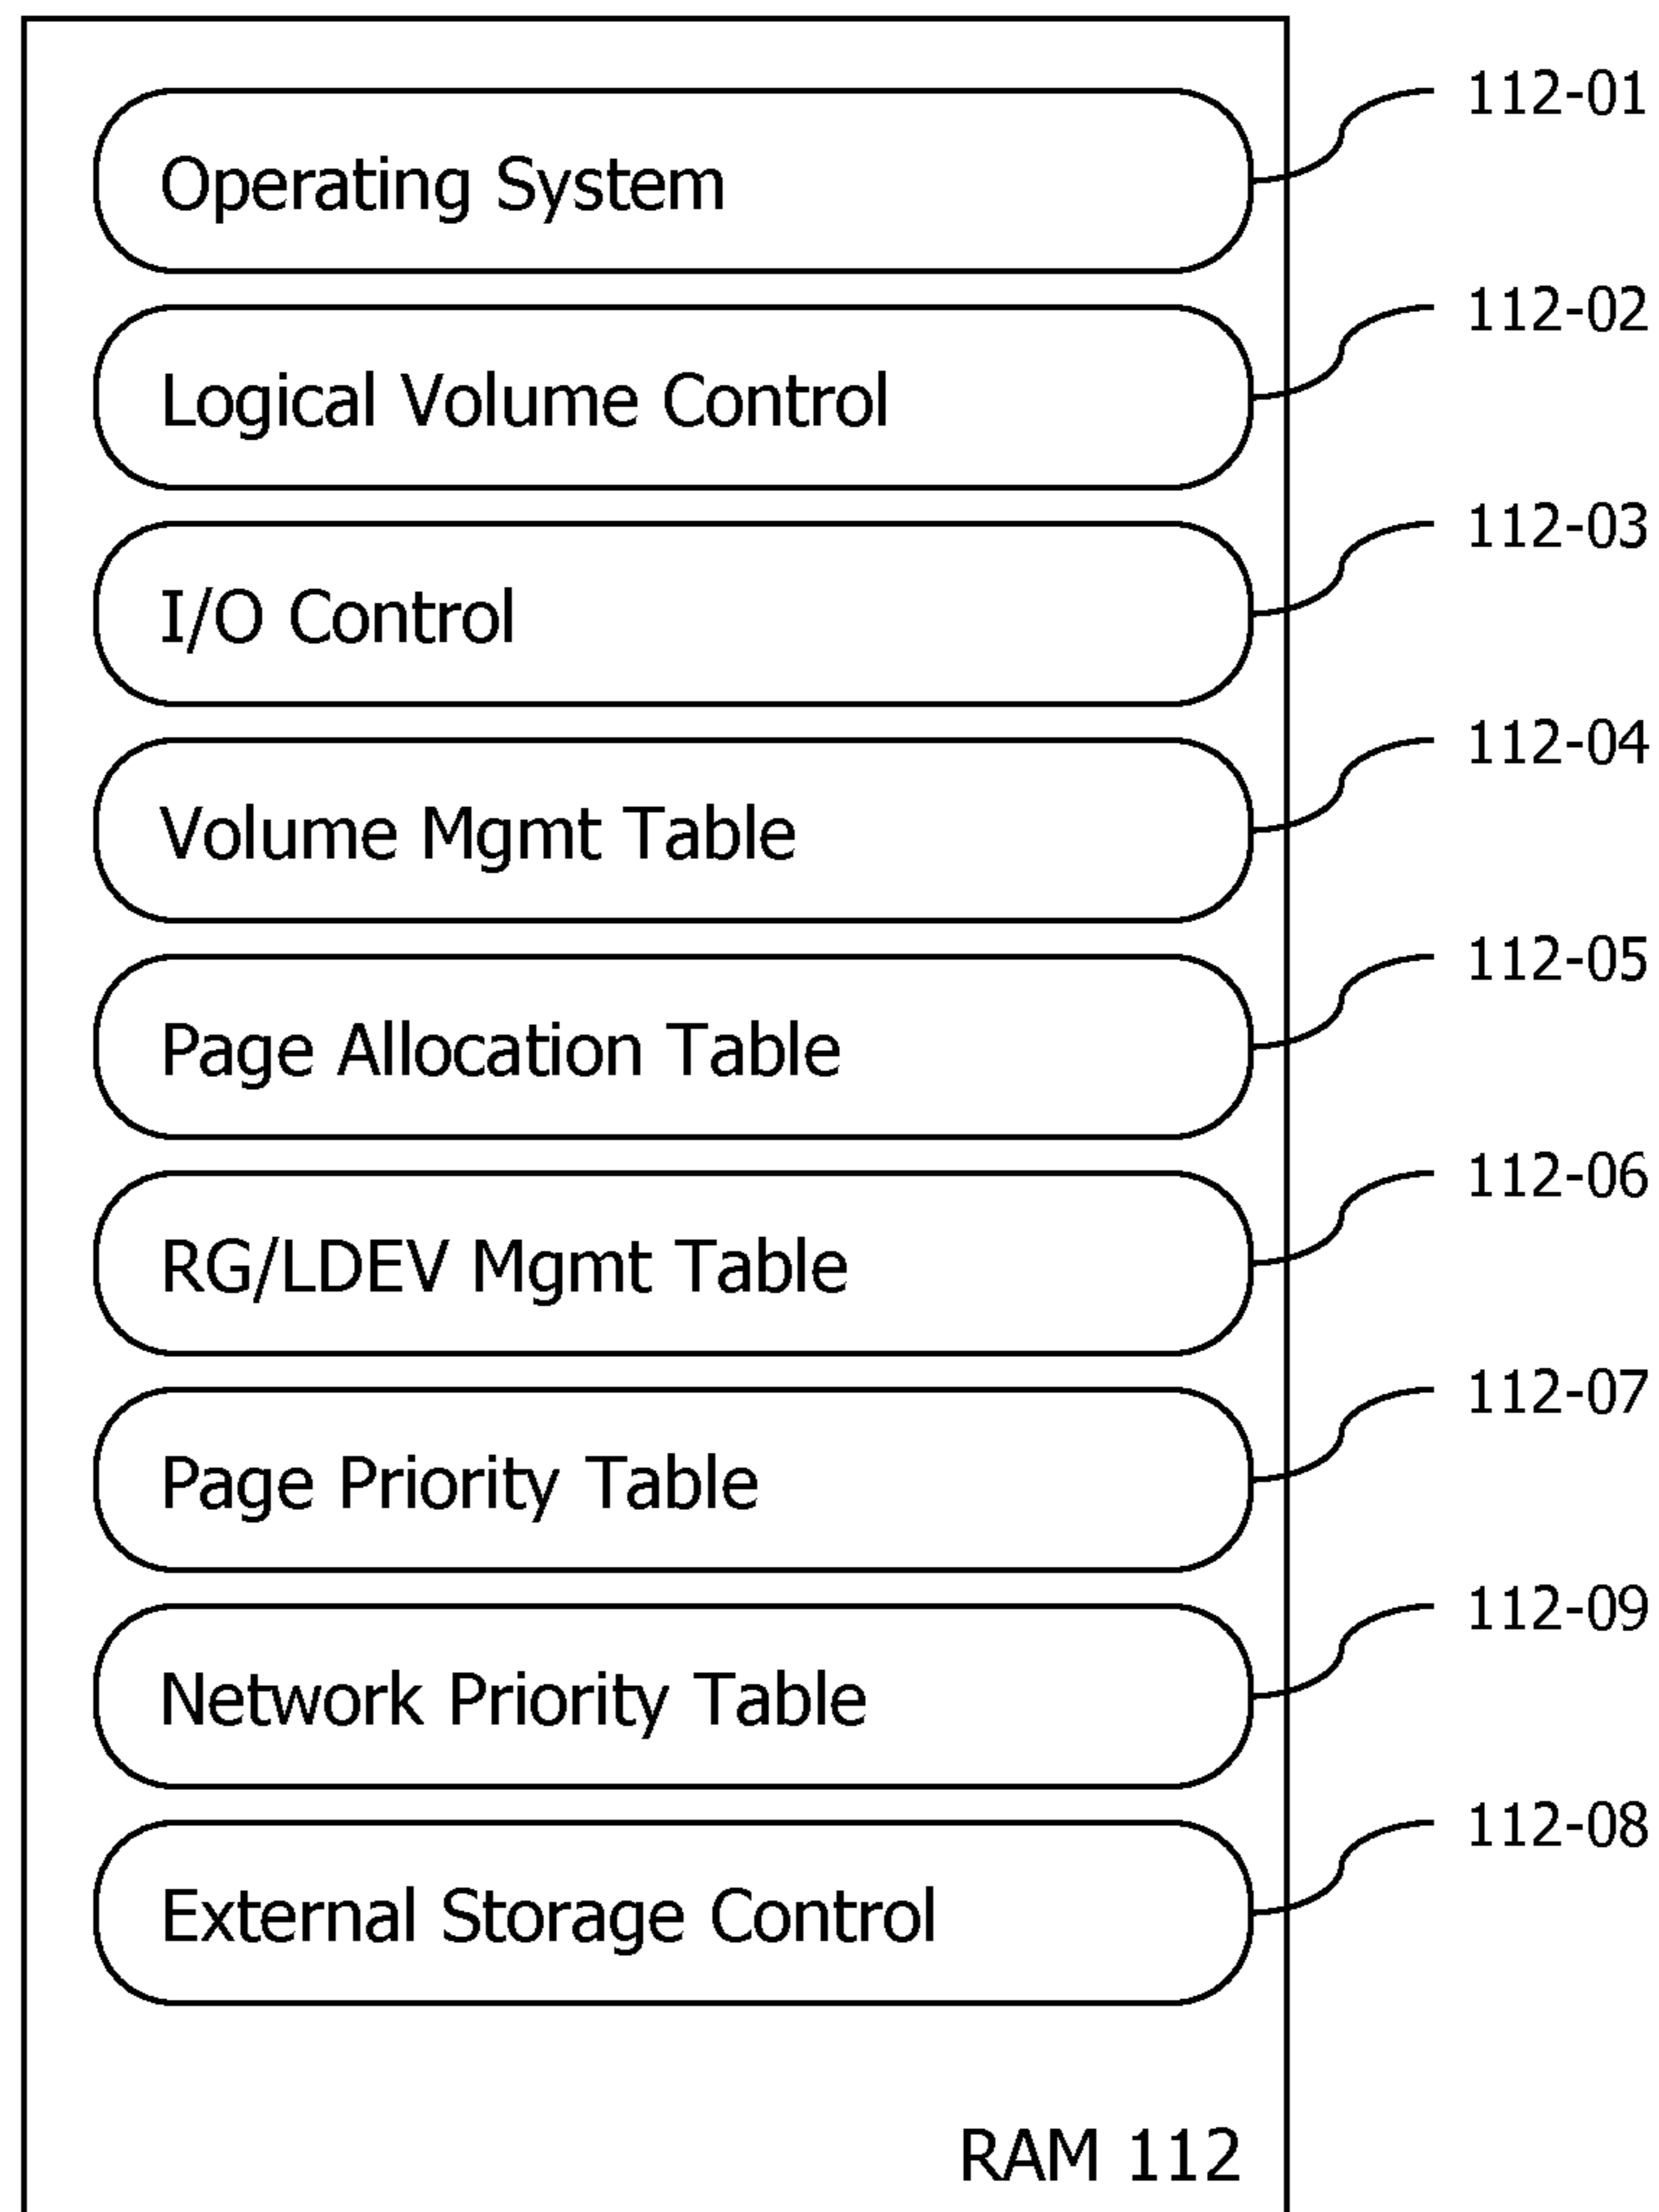 Operating System 112-01
Logical Volume Control 112-02
I/O Control 112-03
Volume Mgmt Table 112-04
Page Allocation Table 112-05
RG/LDEV Mgmt Table 112-06
Page Priority Table 112-07
Network Priority Table 112-09
External Storage Control 112-08
RAM 112